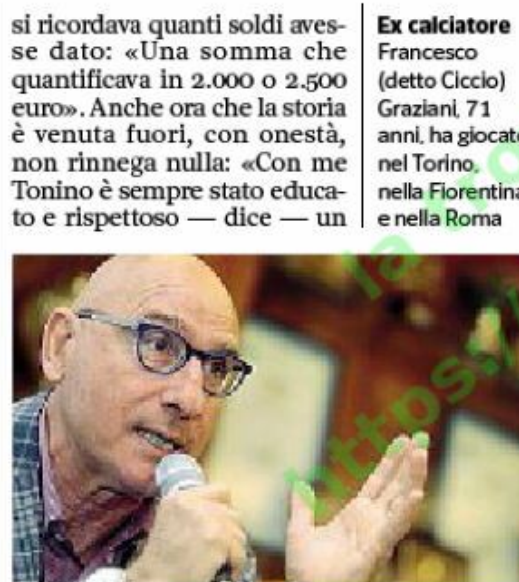 si ricordava quanti soldi aves-
se dato: «Una somma che
quantificava in 2.000 o 2.500
euro». Anche ora che la storia
è venuta fuori, con onestà,
non rinnega nulla: «Con me
Tonino è sempre stato educa-
to e rispettoso — dice — un
Ex calciatore
Francesco
(detto Ciccio)
Graziani, 71
anni, ha giocato
nel Torino,
nella Fiorentina
e nella Roma
https:/